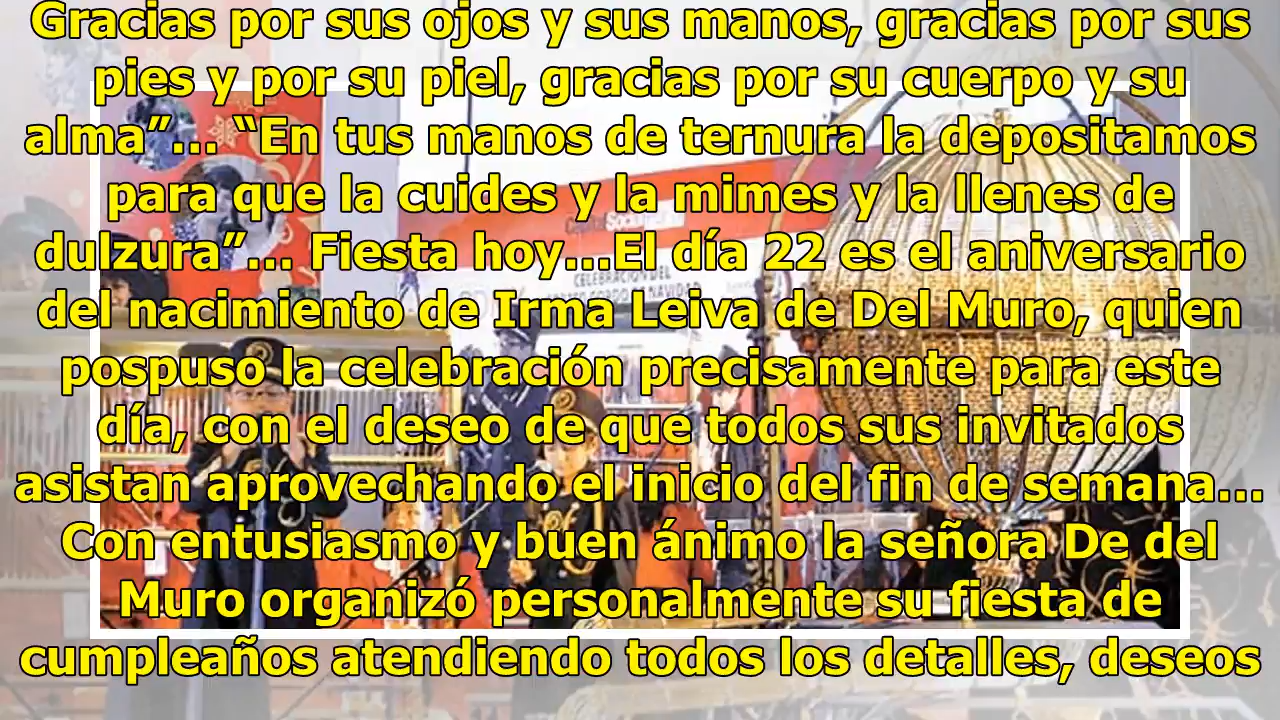 Gracias por sus ojos y sus manos, gracias por sus
pies y por su piel, gracias por su cuerpo y su
alma”... “En tus manos de ternura la depositamos
para que la cuides y la mimes y la llenes de
dulzura”... Fiesta hoy...El día 22 es el aniversario
del nacimiento de Irma Leiva de Del Muro, quien
pospuso la celebración precisamente para este
día, con el deseo de que todos sus invitados
asistan aprovechando el inicio del fin de semana...
Con entusiasmo y buen ánimo la señora De del
Muro organizó personalmente su fiesta de
cumpleaños atendiendo todos los detalles, deseos
CELEBRACIÓN DEL
NAVIDAD